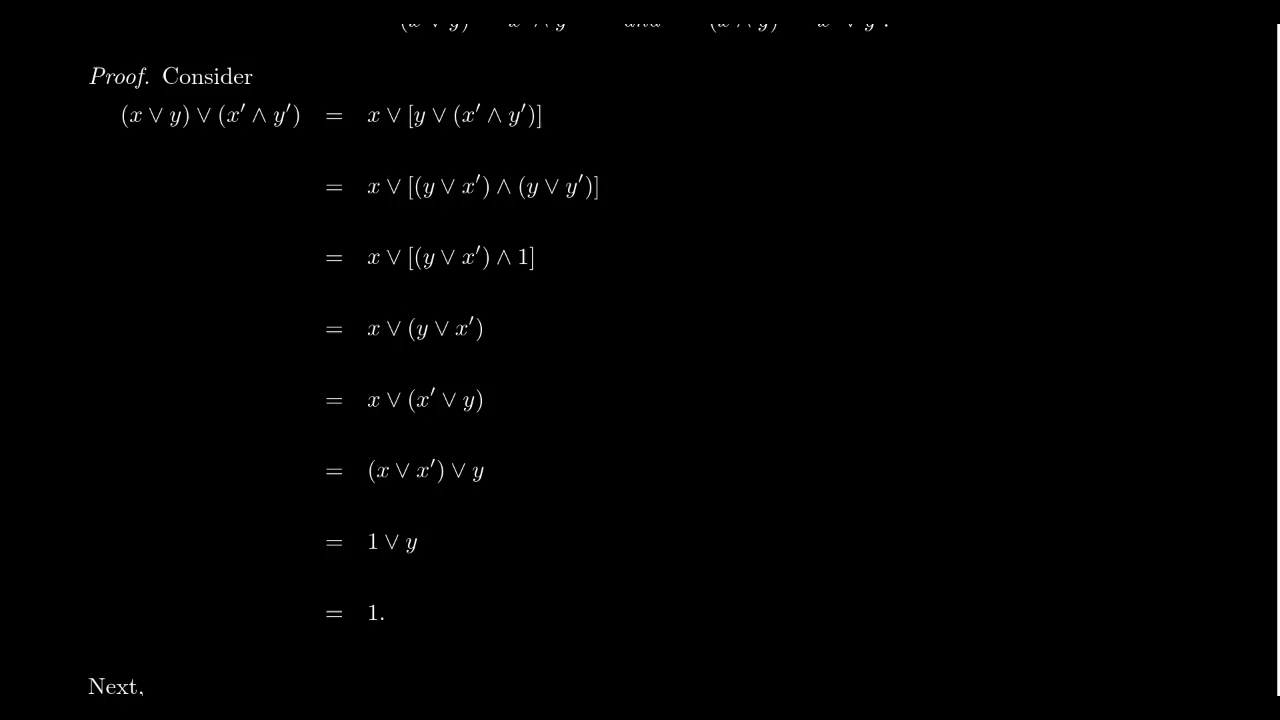 Proof. Consider
(x ∨ y) ∨ (x′ ∧ y′) = x ∨ [y ∨ (x′ ∧ y′)]
= x ∨ [(y ∨ x′) ∧ (y ∨ y′)]
= x ∨ [(y ∨ x′) ∧ 1]
= x ∨ (y ∨ x′)
= x ∨ (x′ ∨ y)
= (x ∨ x′) ∨ y
= 1 ∨ y
= 1.
Next,